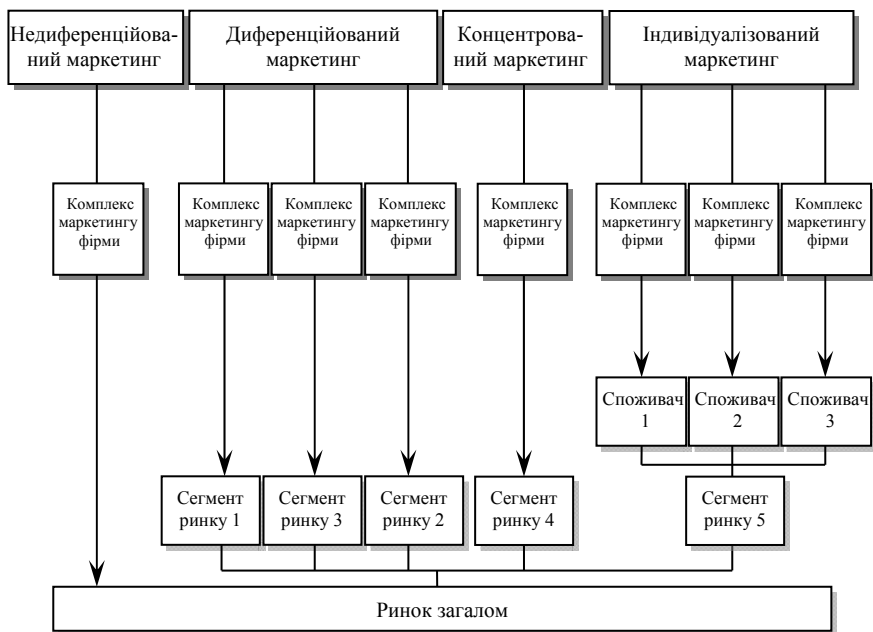 Недиференційова-
ний маркетинг
Диференційований
маркетинг
Концентрова-
ний маркетинг
Індивідуалізований
маркетинг
Комплекс
маркетингу
фірми
Комплекс
маркетингу
фірми
Комплекс
маркетингу
фірми
Комплекс
маркетингу
фірми
Комплекс
маркетингу
фірми
Комплекс
маркетингу
фірми
Комплекс
маркетингу
фірми
Комплекс
маркетингу
фірми
Споживач
1
Споживач
2
Споживач
3
Сегмент
ринку 1
Сегмент
ринку 3
Сегмент
ринку 2
Сегмент
ринку 4
Сегмент
ринку 5
Ринок загалом